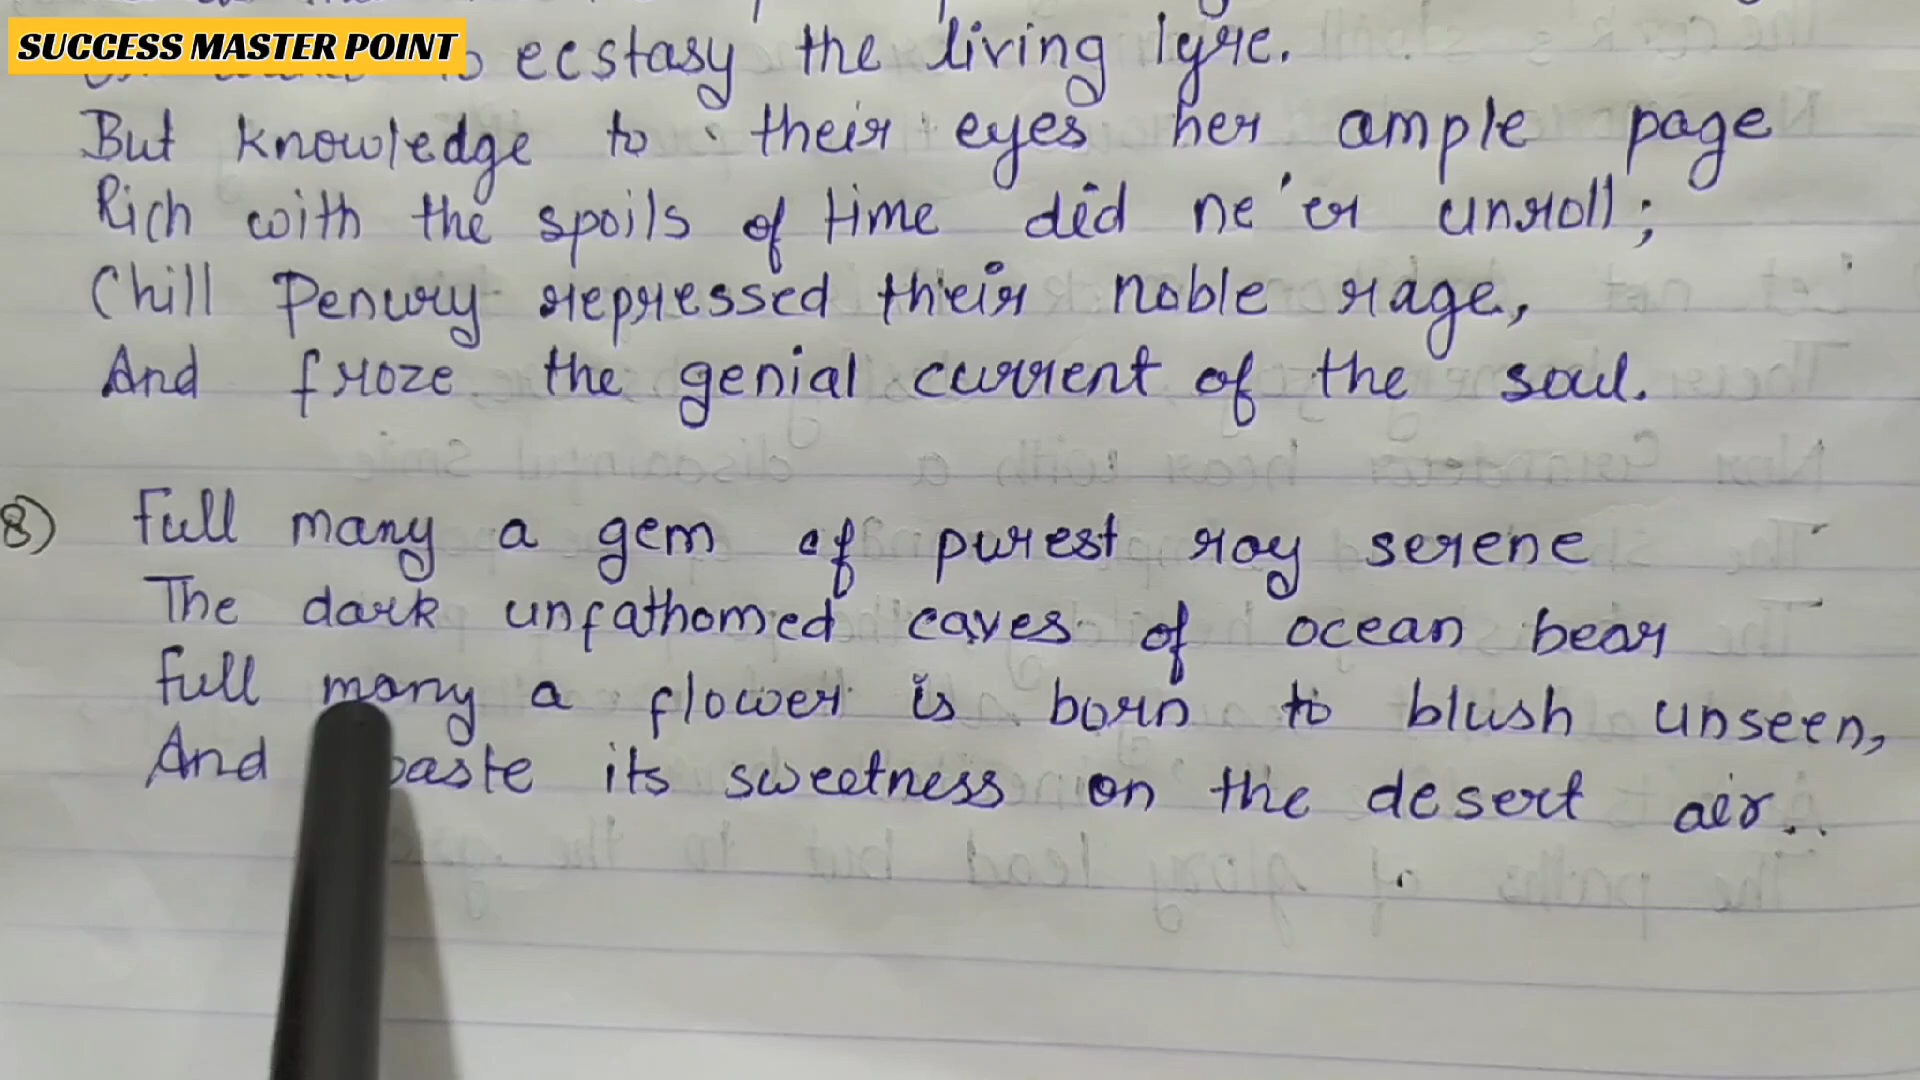 SUCCESS MASTER POINT
ecstasy the living lyre.
But knowledge to their eyes her ample page
Rich with the spoils of time did ne'er unroll;
Chill Penury repressed their noble rage,
And froze the genial current of the soul.
8) Full many a gem of purest ray serene
The dark unfathomed caves of ocean bear
Full many a flower is born to blush unseen,
And its sweetness on the desert air.